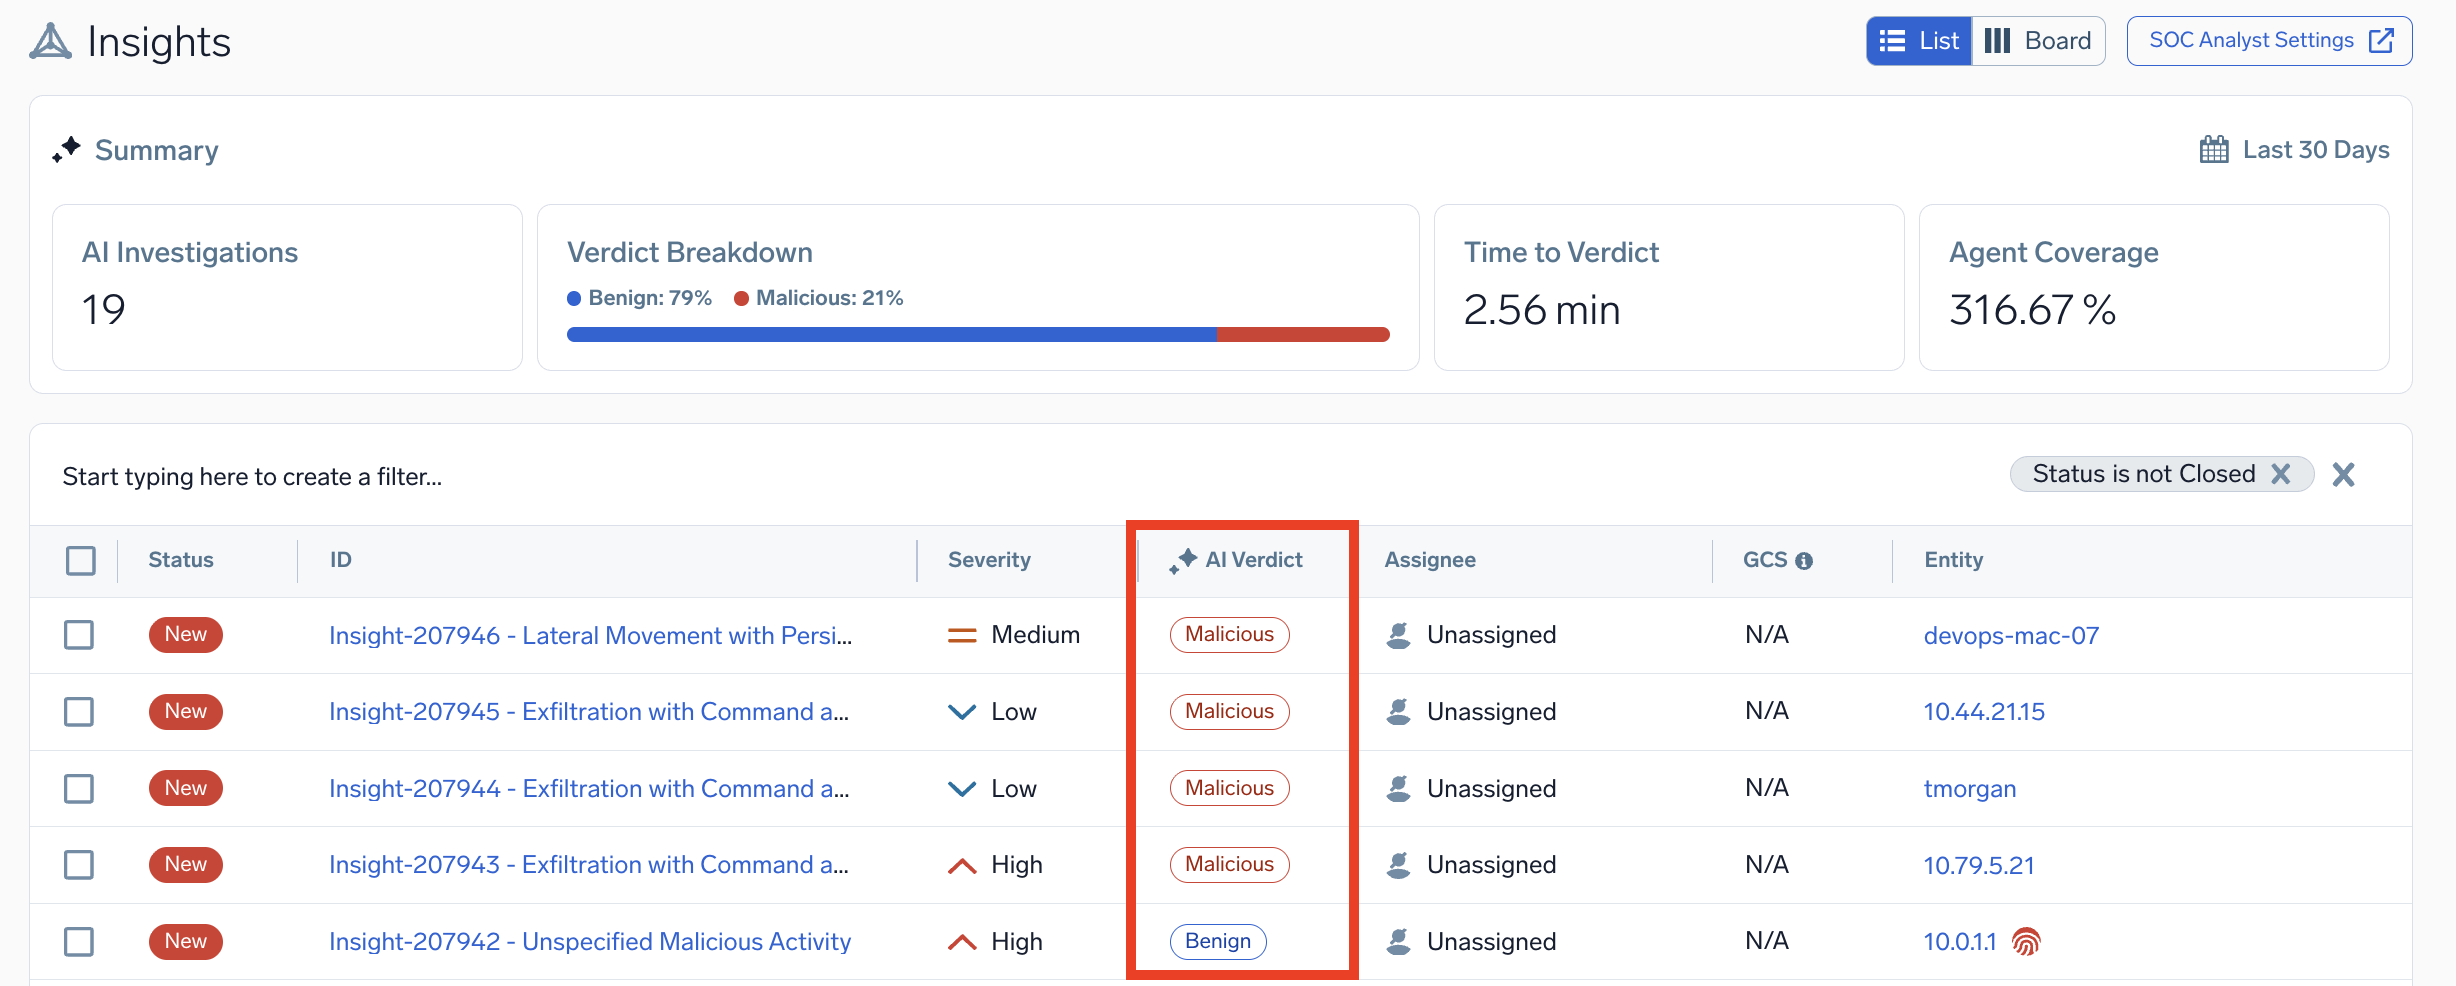 Insights
List
Board
SOC Analyst Settings
Summary
Last 30 Days
AI Investigations
19
Verdict Breakdown
Benign: 79% Malicious: 21%
Time to Verdict
2.56 min
Agent Coverage
316.67 %
Start typing here to create a filter...
Status is not Closed
Status ID Severity AI Verdict Assignee GCS Entity
New Insight-207946 - Lateral Movement with Persi... Medium Malicious Unassigned N/A devops-mac-07
New Insight-207945 - Exfiltration with Command a... Low Malicious Unassigned N/A 10.44.21.15
New Insight-207944 - Exfiltration with Command a... Low Malicious Unassigned N/A tmorgan
New Insight-207943 - Exfiltration with Command a... High Malicious Unassigned N/A 10.79.5.21
New Insight-207942 - Unspecified Malicious Activity High Benign Unassigned N/A 10.0.1.1